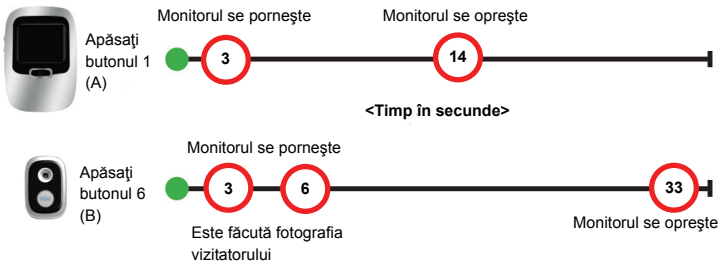 Monitorul se porneşte
Monitorul se opreşte
Apăsaţi
butonul 1
(A)
3
14
<Timp în secunde>
Monitorul se porneşte
Apăsaţi
butonul 6
(B)
3
6
33
Este făcută fotografia
vizitatorului
Monitorul se opreşte